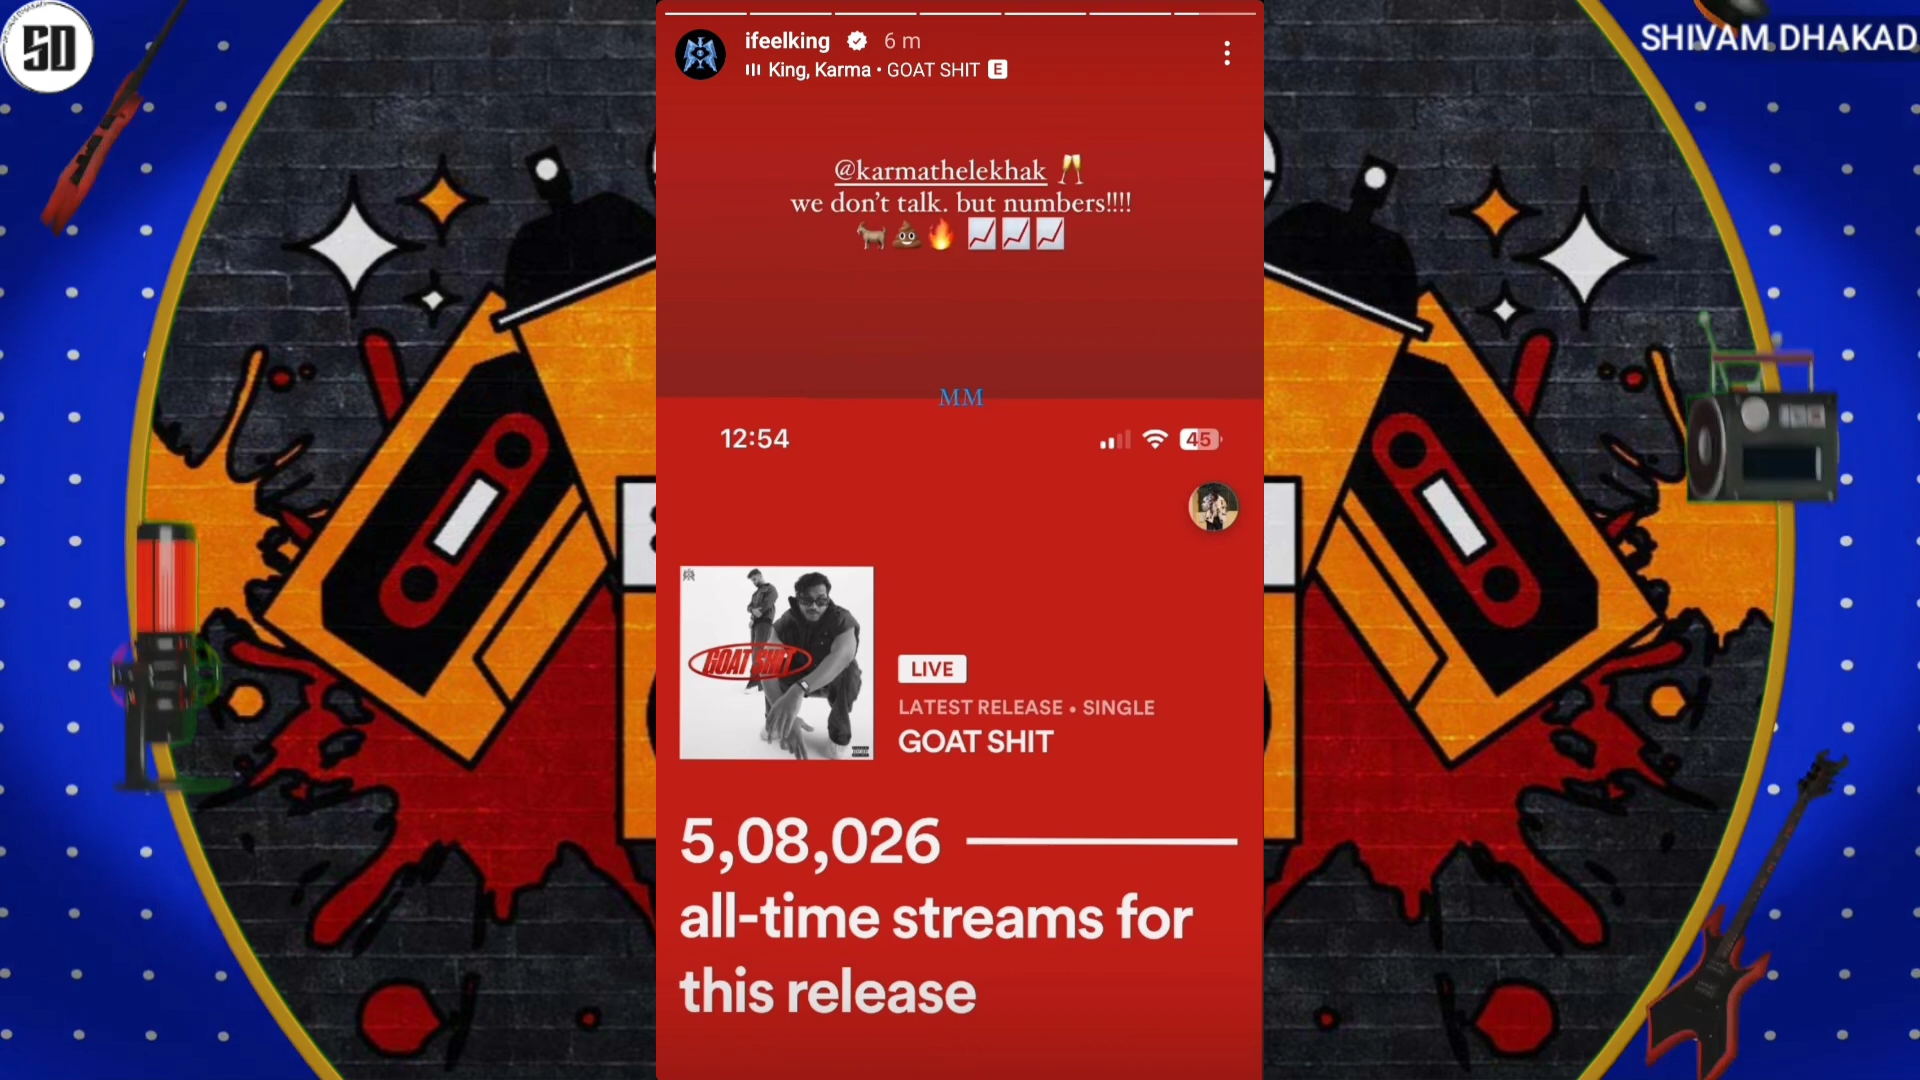 SD
SHIVAM DHAKAD
ifeelking 6 m
King, Karma • GOAT SHIT E
@karmathelekhak 🥂
we don't talk. but numbers!!!!
🐐💩🔥 📈📈📈
MM
12:54
45
GOAT SHIT
LIVE
LATEST RELEASE • SINGLE
GOAT SHIT
5,08,026
all-time streams for
this release